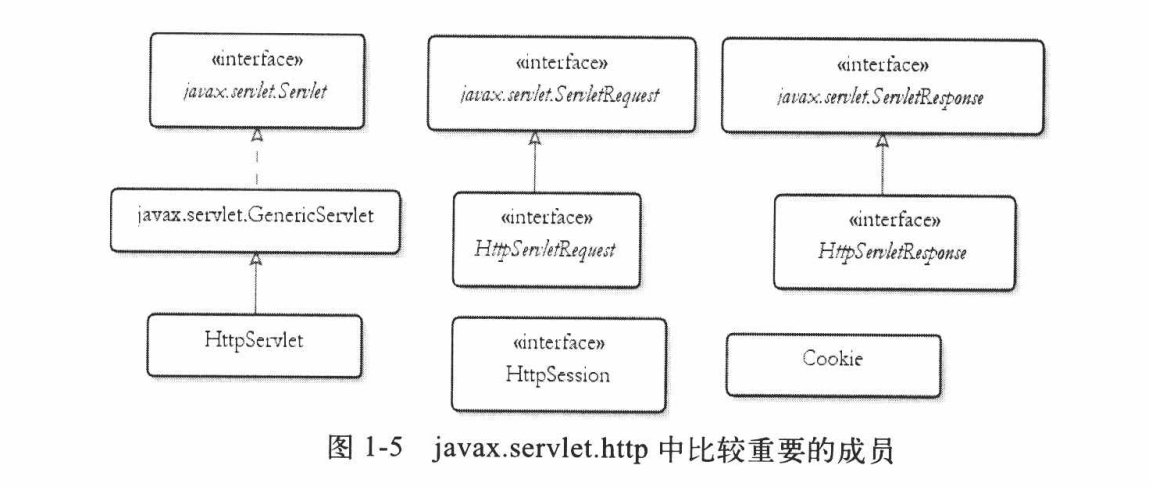 «interface»
javax.servlet.Servlet
«interface»
javax.servlet.ServletRequest
«interface»
javax.servlet.ServletResponse
javax.servlet.GenericServlet
«interface»
HttpServletRequest
«interface»
HttpServletResponse
HttpServlet
«interface»
HttpSession
Cookie
图 1-5 javax.servlet.http 中比较重要的成员